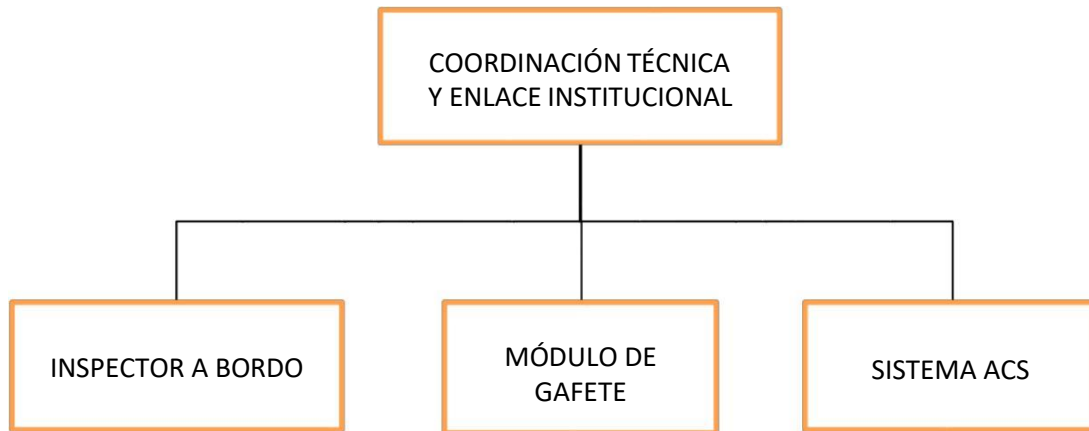 COORDINACIÓN TÉCNICA
Y ENLACE INSTITUCIONAL
INSPECTOR A BORDO
MÓDULO DE
GAFETE
SISTEMA ACS